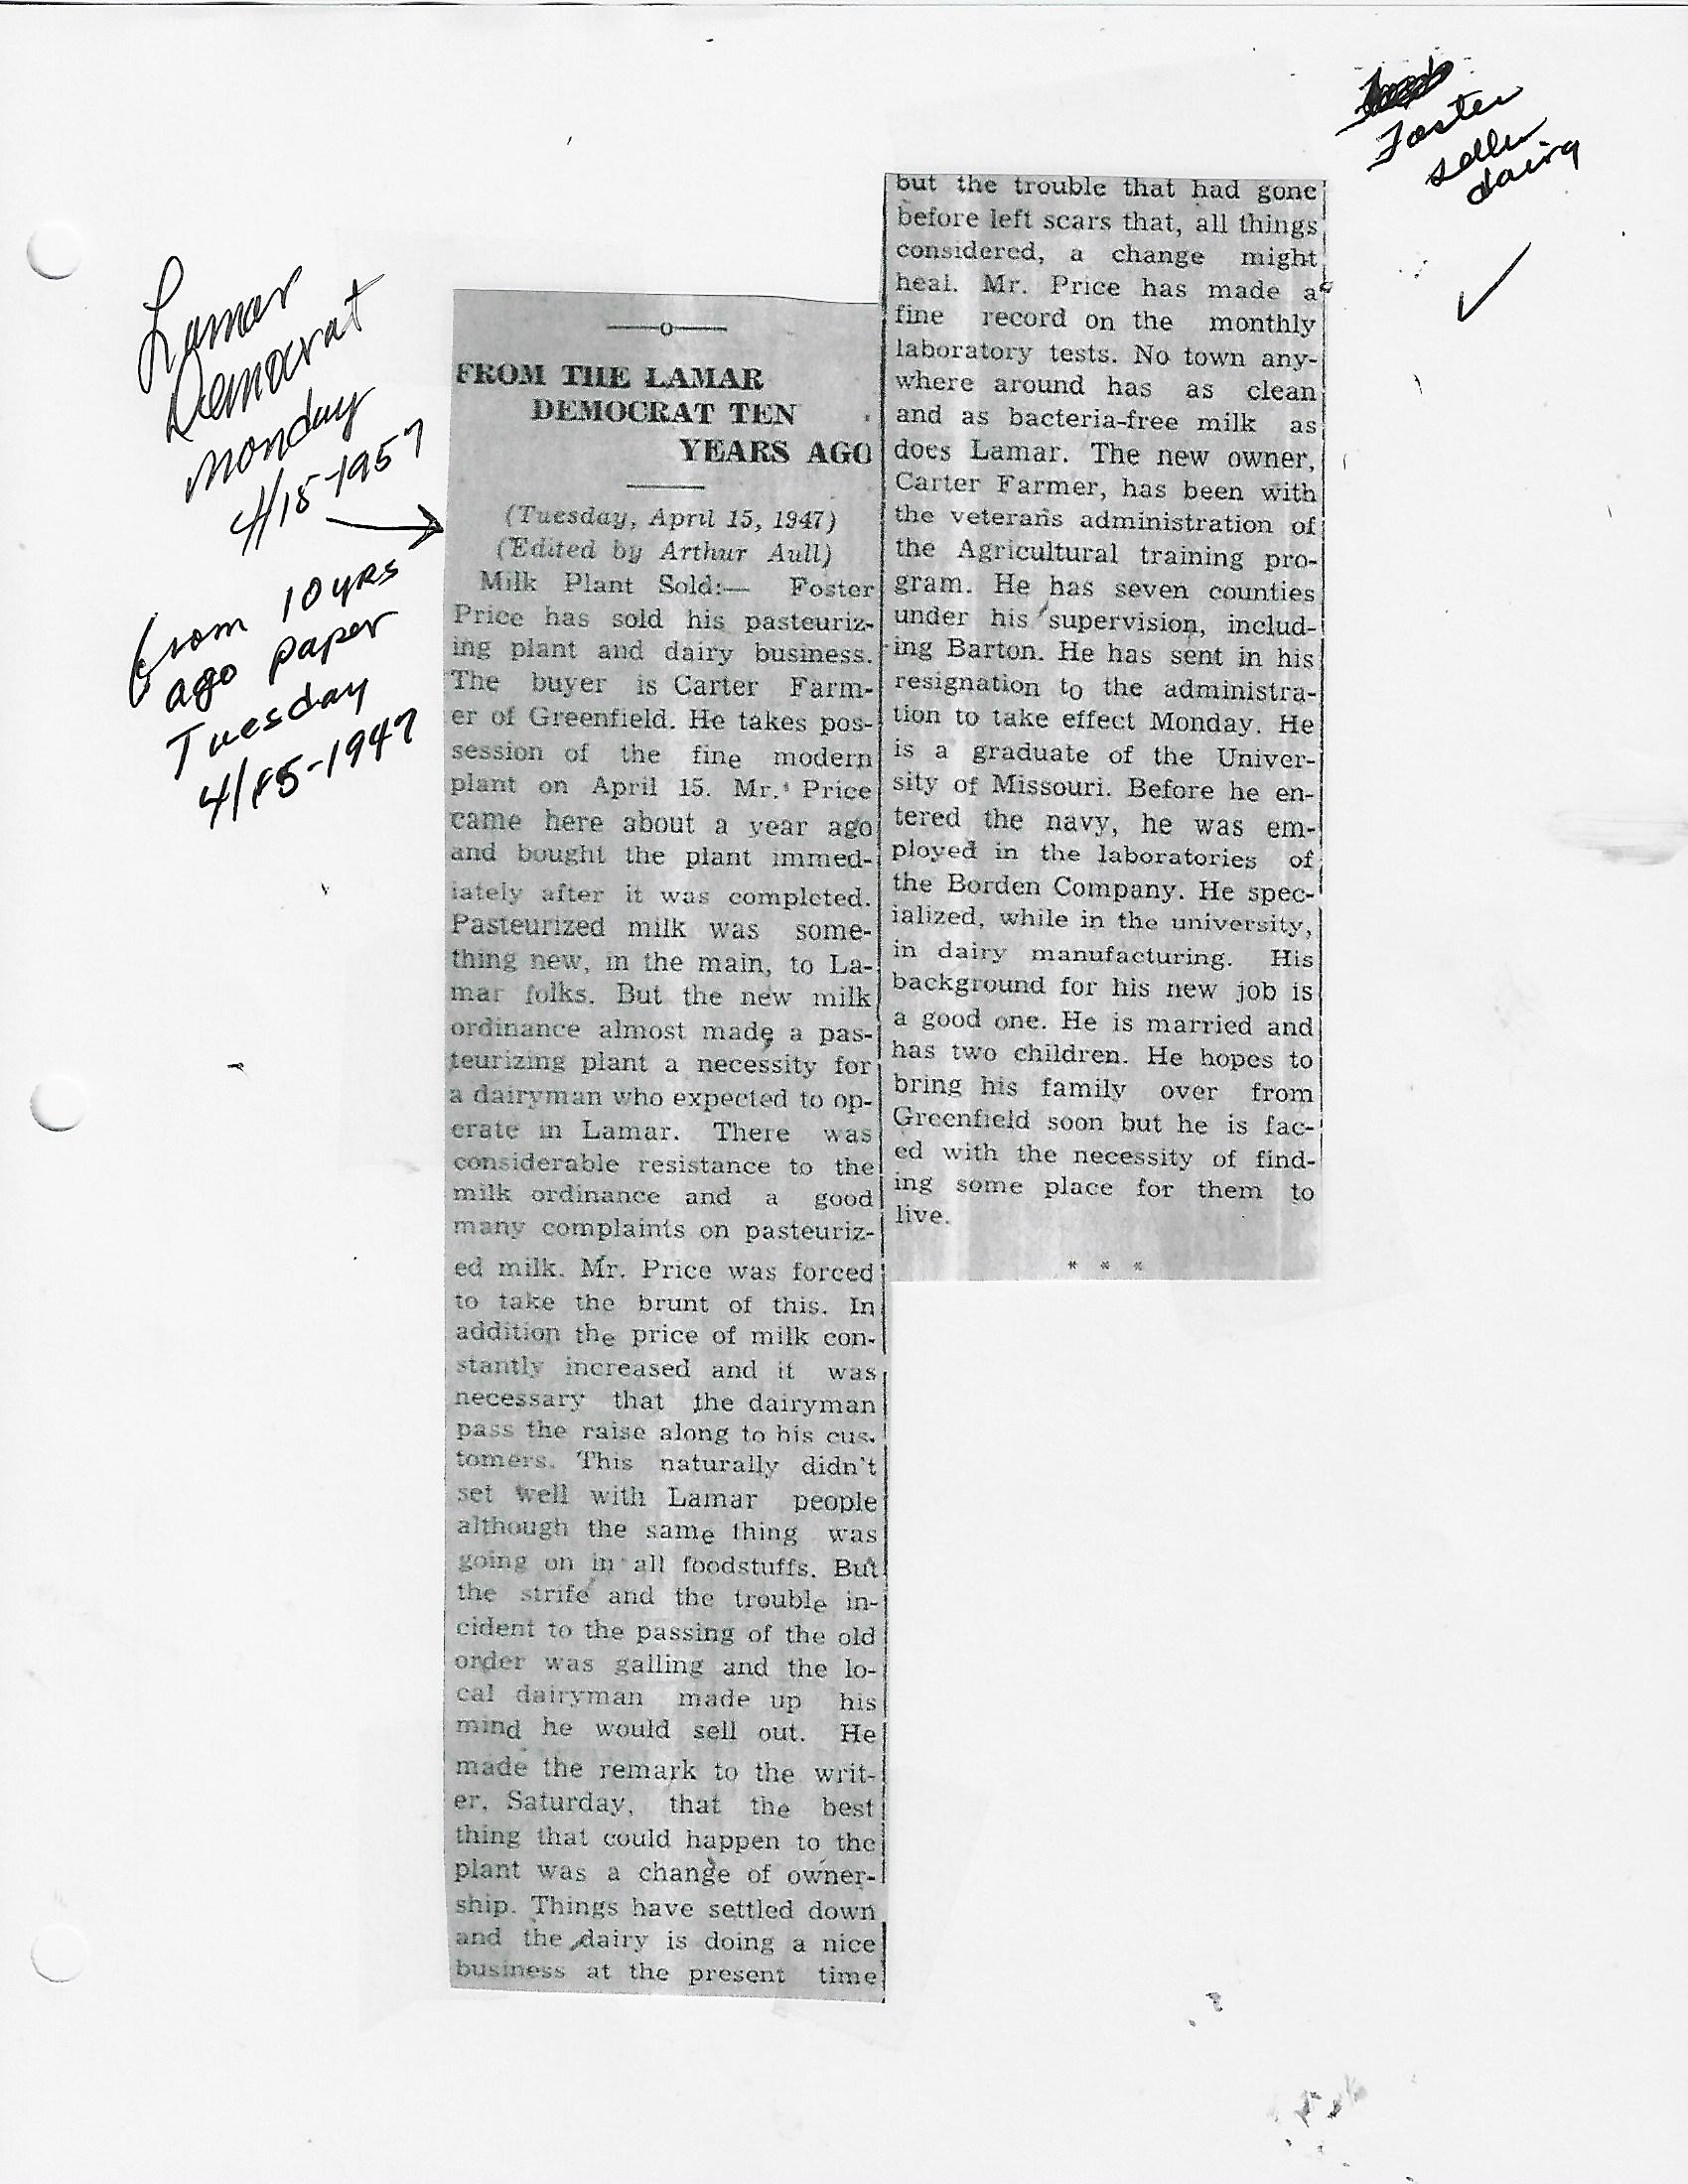 Foster
sells
dairy
Lamar
Democrat
Monday
4/15-1957
from 10 yrs
ago paper
Tuesday
4/15-1947
—o—
FROM THE LAMAR
DEMOCRAT TEN
YEARS AGO
(Tuesday, April 15, 1947)
(Edited by Arthur Aull)
Milk Plant Sold:— Foster
Price has sold his pasteuriz-
ing plant and dairy business.
The buyer is Carter Farm-
er of Greenfield. He takes pos-
session of the fine modern
plant on April 15. Mr. Price
came here about a year ago
and bought the plant immed-
iately after it was completed.
Pasteurized milk was some-
thing new, in the main, to La-
mar folks. But the new milk
ordinance almost made a pas-
teurizing plant a necessity for
a dairyman who expected to op-
erate in Lamar. There was
considerable resistance to the
milk ordinance and a good
many complaints on pasteuriz-
ed milk. Mr. Price was forced
to take the brunt of this. In
addition the price of milk con-
stantly increased and it was
necessary that the dairyman
pass the raise along to his cus-
tomers. This naturally didn't
set well with Lamar people
although the same thing was
going on in all foodstuffs. But
the strife and the trouble in-
cident to the passing of the old
order was galling and the lo-
cal dairyman made up his
mind he would sell out. He
made the remark to the writ-
er, Saturday, that the best
thing that could happen to the
plant was a change of owner-
ship. Things have settled down
and the dairy is doing a nice
business at the present time
but the trouble that had gone
before left scars that, all things
considered, a change might
heal. Mr. Price has made a
fine record on the monthly
laboratory tests. No town any-
where around has as clean
and as bacteria-free milk as
does Lamar. The new owner,
Carter Farmer, has been with
the veterans administration of
the Agricultural training pro-
gram. He has seven counties
under his supervision, includ-
ing Barton. He has sent in his
resignation to the administra-
tion to take effect Monday. He
is a graduate of the Univer-
sity of Missouri. Before he en-
tered the navy, he was em-
ployed in the laboratories of
the Borden Company. He spec-
ialized, while in the university,
in dairy manufacturing. His
background for his new job is
a good one. He is married and
has two children. He hopes to
bring his family over from
Greenfield soon but he is fac-
ed with the necessity of find-
ing some place for them to
live.
* * *